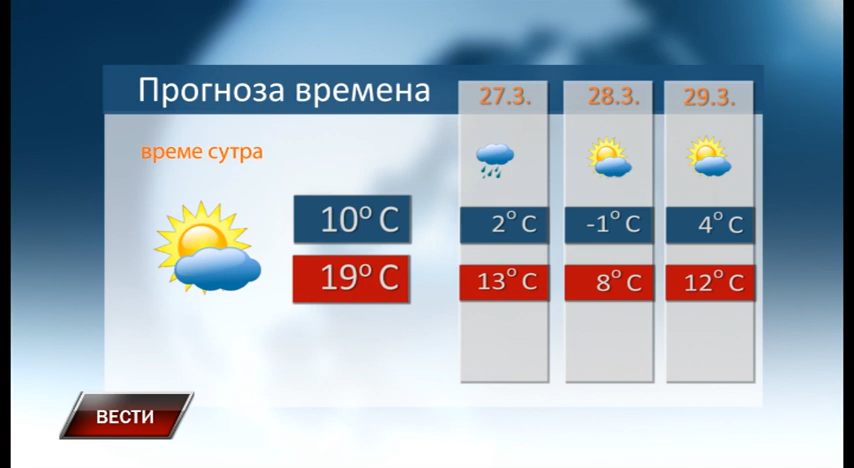 Прогноза времена
време сутра
10° C
19° C
27.3.
28.3.
29.3.
2° C
-1° C
4° C
13° C
8° C
12° C
ВЕСТИ